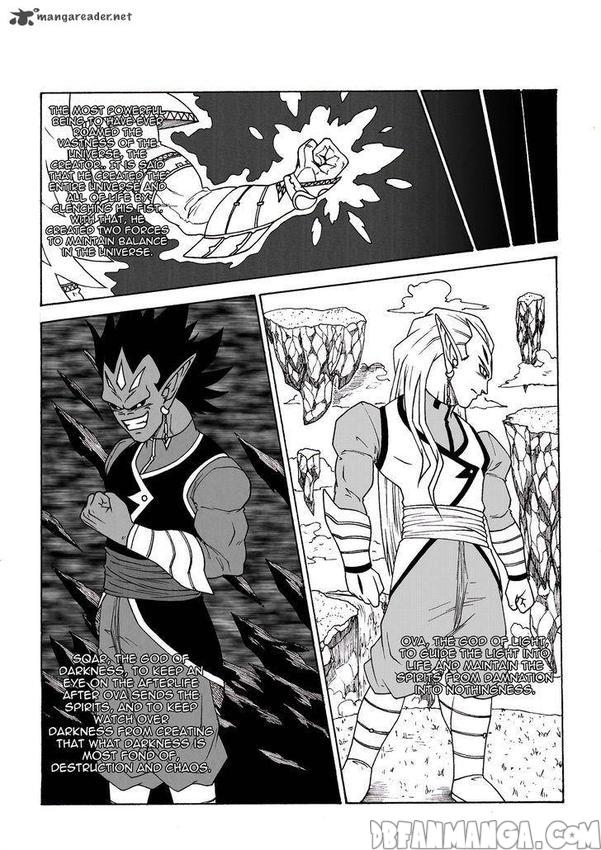 mangareader.net
THE MOST POWERFUL
BEING TO HAVE EVER
ROAMED THE
VASTNESS OF THE
UNIVERSE, THE
CREATOR.. IT IS SAID
THAT HE CREATED THE
ENTIRE UNIVERSE AND
ALL OF LIFE BY
CLENCHING HIS FIST.
WITH THAT, HE
CREATED TWO FORCES
TO MAINTAIN BALANCE
IN THE UNIVERSE.
SQAR, THE GOD OF
DARKNESS, TO KEEP AN
EYE ON THE AFTERLIFE
AFTER OVA SENDS THE
SPIRITS, AND TO KEEP
WATCH OVER
DARKNESS FROM CREATING
THAT WHAT DARKNESS IS
MOST FOND OF,
DESTRUCTION AND CHAOS.
OVA, THE GOD OF LIGHT,
TO GUIDE THE LIGHT INTO
LIFE AND MAINTAIN THE
SPIRITS FROM DAMNATION
INTO NOTHINGNESS.
DBFANMANGA.COM